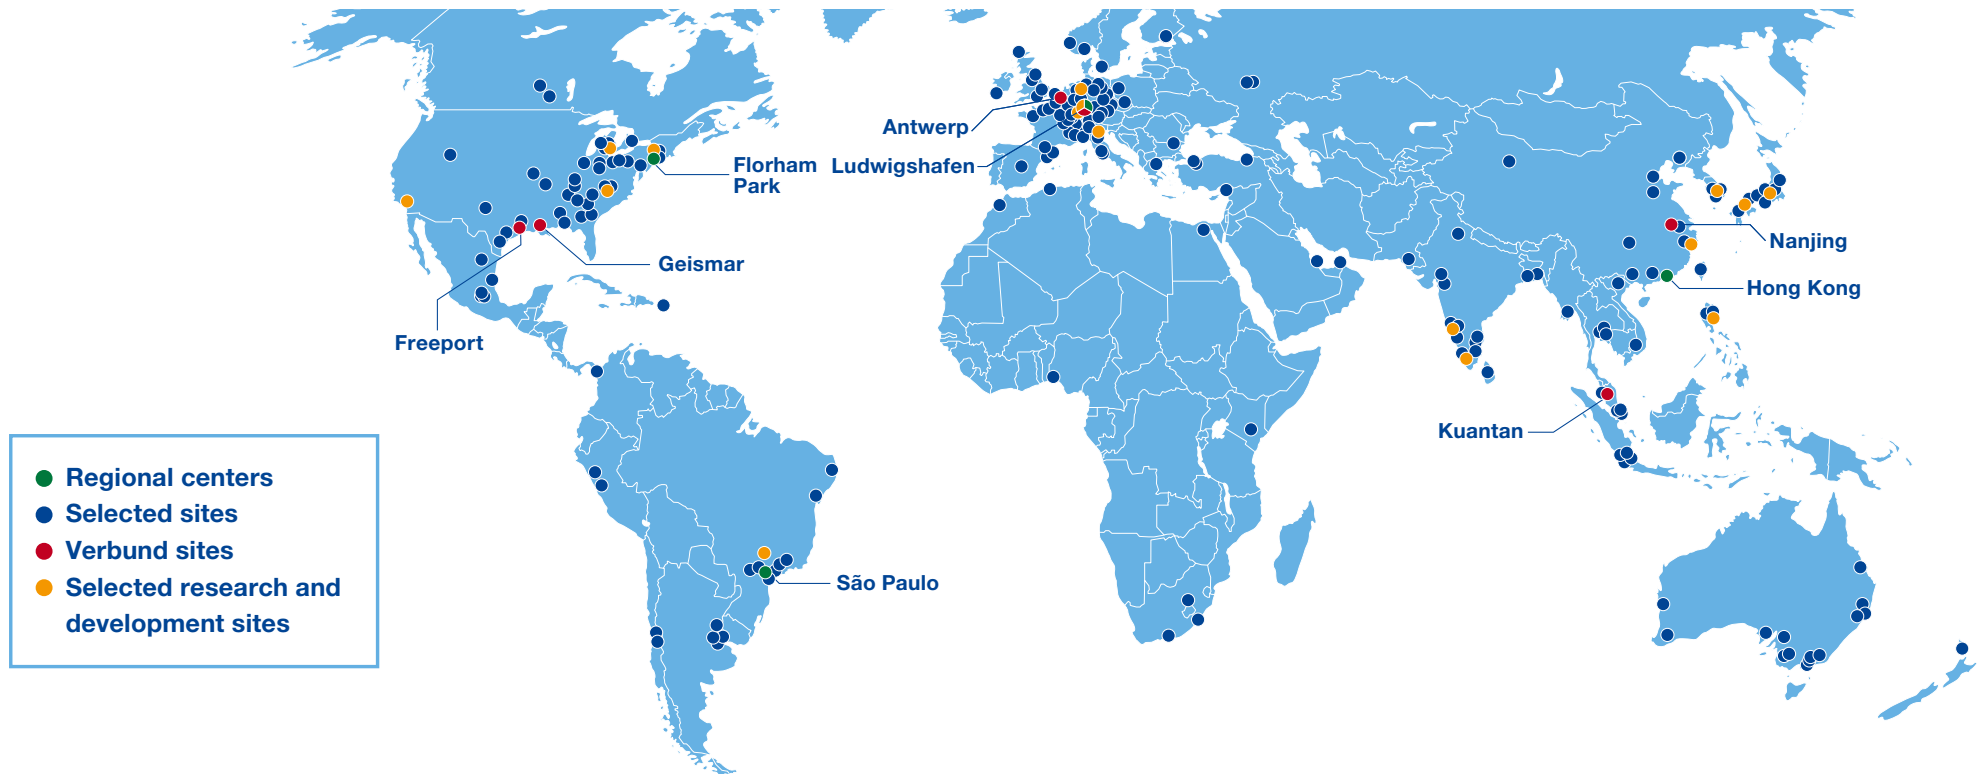 Antwerp
Ludwigshafen
Florham
Park
Geismar
Freeport
Nanjing
Hong Kong
Kuantan
São Paulo
Regional centers
Selected sites
Verbund sites
Selected research and
development sites